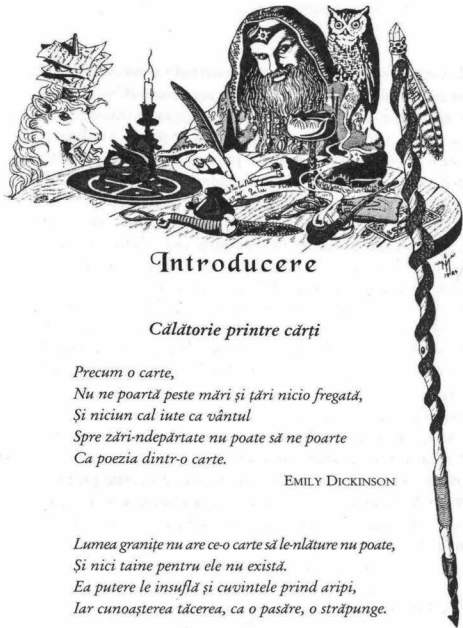 Introducere
Călătorie printre cărți
Precum o carte,
Nu ne poartă peste mări și țări nicio fregată,
Și niciun cal iute ca vântul
Spre zări-ndepărtate nu poate să ne poarte
Ca poezia dintr-o carte.
EMILY DICKINSON
Lumea granițe nu are ce-o carte să le-nlăture nu poate,
Și nici taine pentru ele nu există.
Ea putere le insuflă și cuvintele prind aripi,
Iar cunoașterea tăcerea, ca o pasăre, o străpunge.